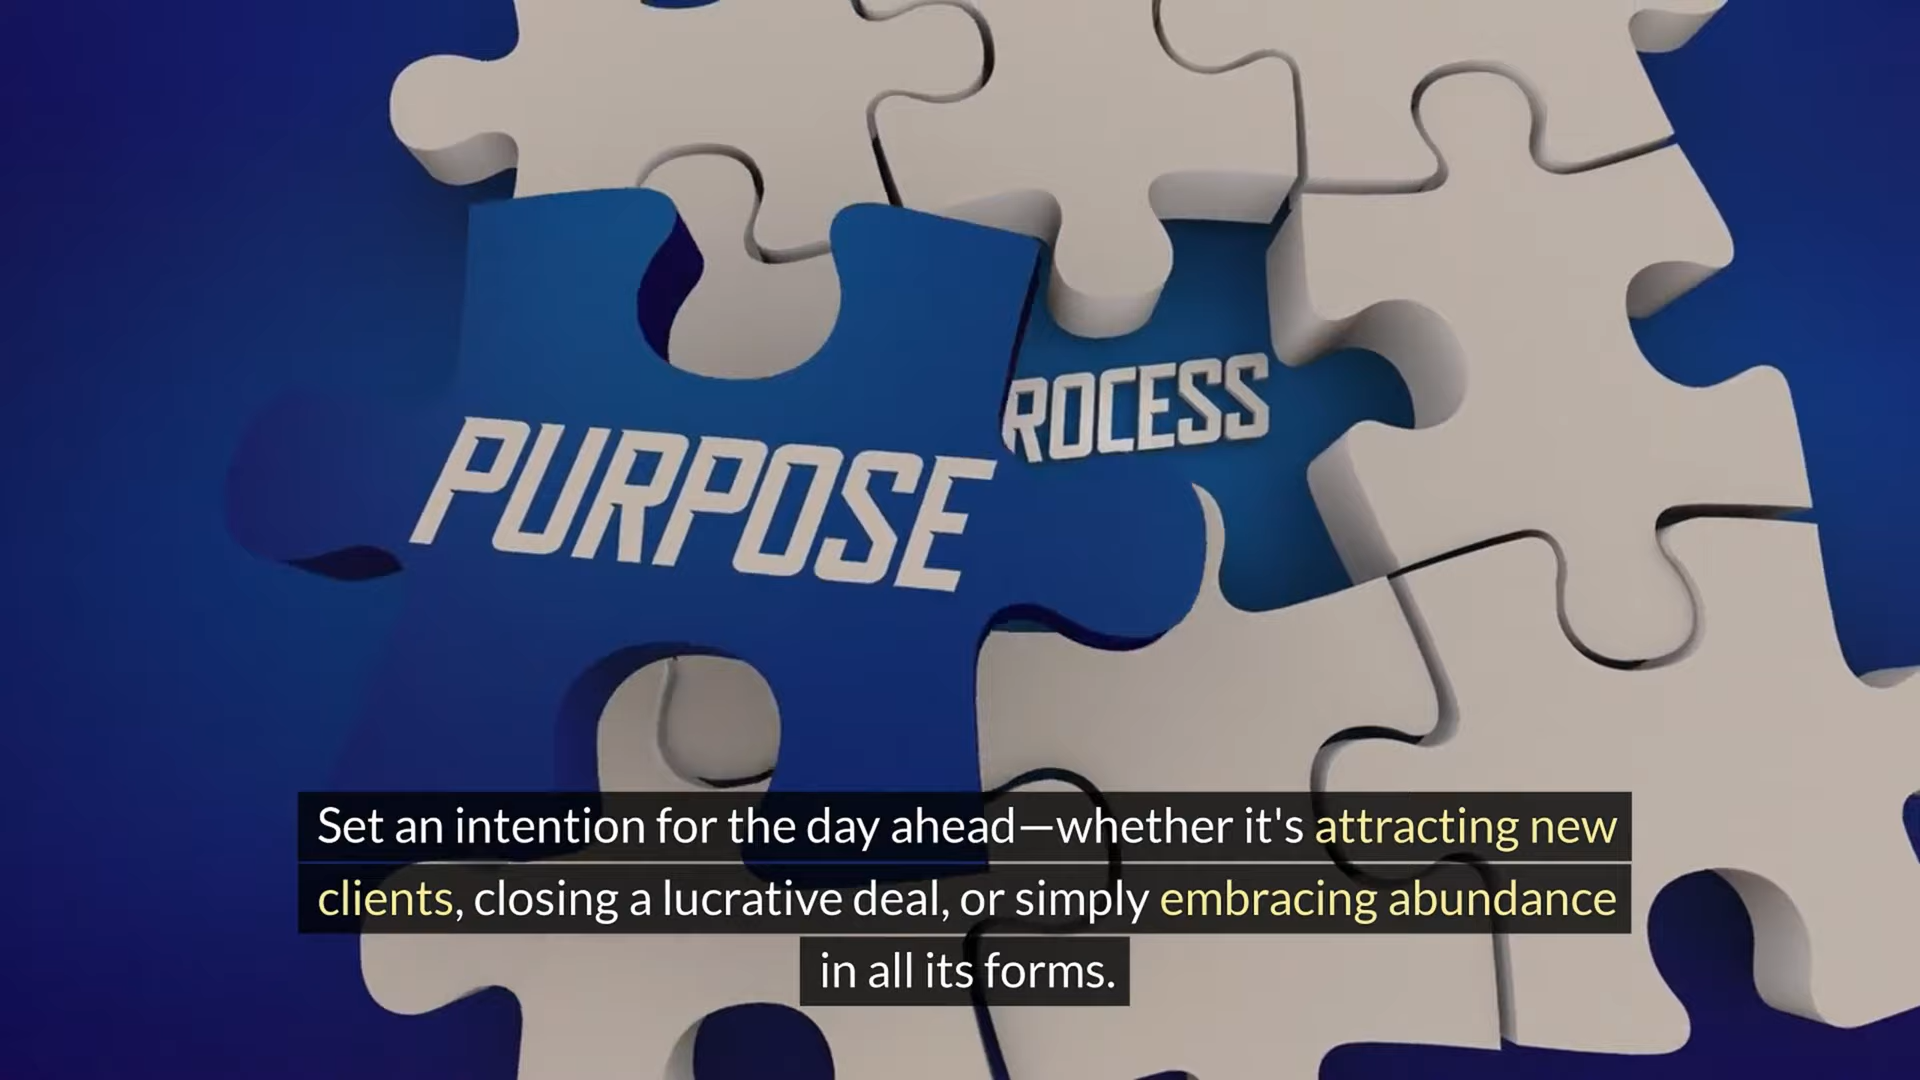 PURPOSE
ROCESS
Set an intention for the day ahead—whether it's attracting new
clients, closing a lucrative deal, or simply embracing abundance
in all its forms.